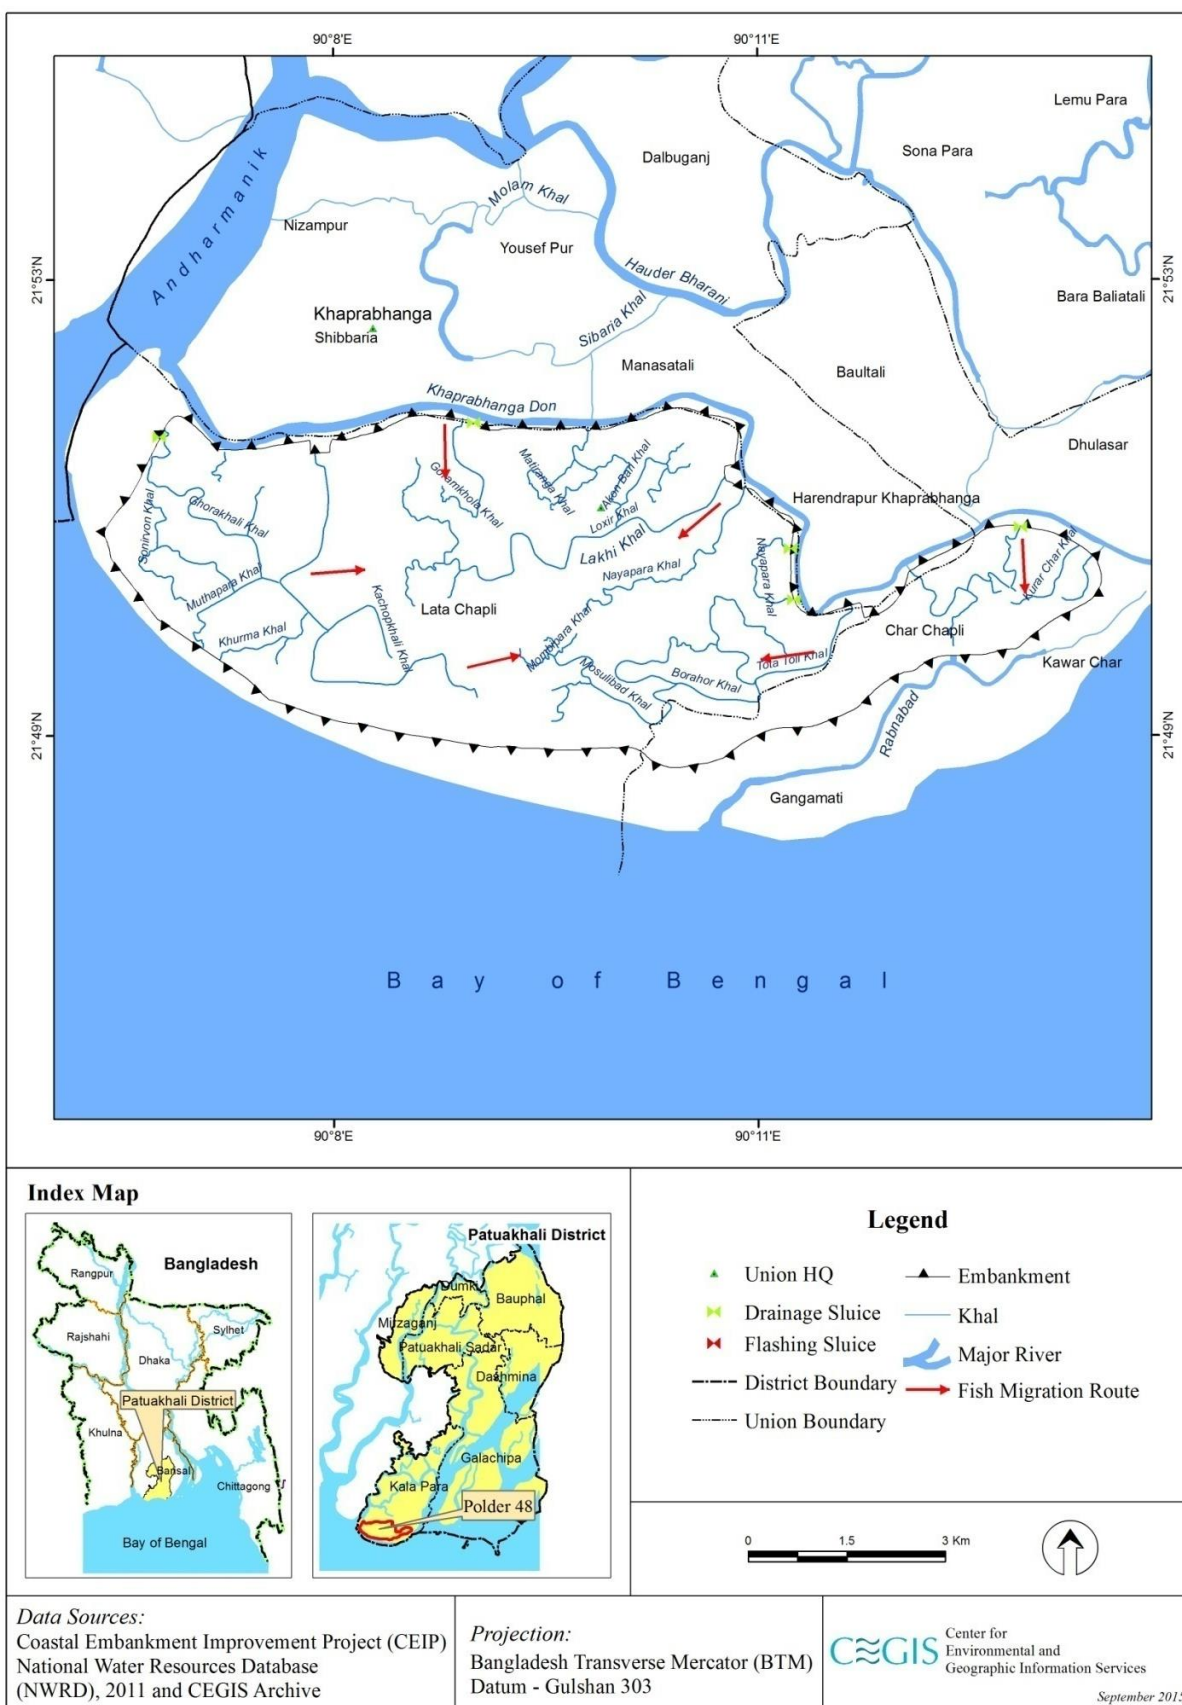 90°8'E
90°11'E
Lemu Para
Sona Para
Dalbuganj
Andharmanik
Molam Khal
Nizampur
Yousef Pur
21°53'N
21°53'N
Hauder Bharani
Bara Baliatali
Khaprabhanga
Shibbaria
Sibaria Khal
Manasatali
Baultali
Khaprabhanga Don
Dhulasar
Matiranga Khal
Akon Bari Khal
Goramkhola Khal
Harendrapur Khaprabhanga
Sonirvon Khal
Ghorakhali Khal
Loxir Khal
Lakhi Khal
Nayapara Khal
Nayapara Khal
Kurar Char Khal
Muthapara Khal
Kachopkhali Khal
Lata Chapli
Char Chapli
Khurma Khal
Mombipara Khal
Mosulibad Khal
Borahor Khal
Tota Toli Khal
Kawar Char
Rabnabad
21°49'N
21°49'N
Gangamati
Bay of Bengal
90°8'E
90°11'E
Index Map
Bangladesh
Rangpur
Rajshahi
Sylhet
Dhaka
Patuakhali District
Khulna
Barisal
Chittagong
Bay of Bengal
Patuakhali District
Dumki
Bauphal
Mirzaganj
Patuakhali Sadar
Dashmina
Galachipa
Kala Para
Polder 48
Legend
Union HQ
Embankment
Drainage Sluice
Khal
Flashing Sluice
Major River
District Boundary
Fish Migration Route
Union Boundary
0 1.5 3 Km
Data Sources:
Coastal Embankment Improvement Project (CEIP)
National Water Resources Database
(NWRD), 2011 and CEGIS Archive
Projection:
Bangladesh Transverse Mercator (BTM)
Datum - Gulshan 303
CEGIS
Center for
Environmental and
Geographic Information Services
September 2015